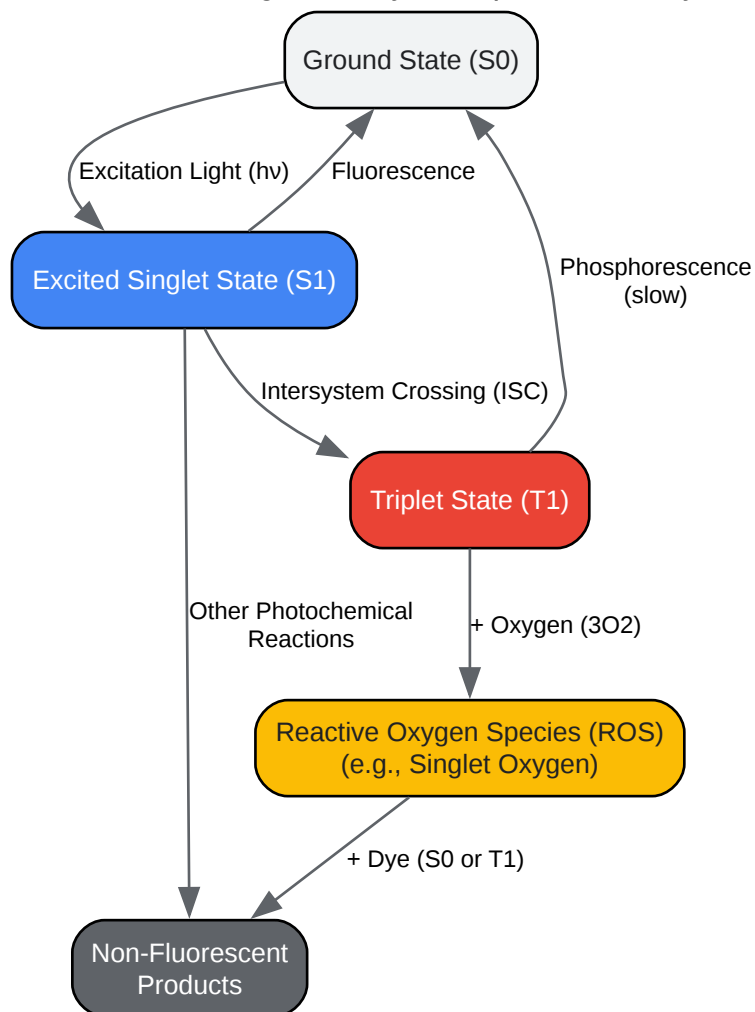 Ground State (S0)
Excitation Light (hν)
Fluorescence
Excited Singlet State (S1)
Phosphorescence
(slow)
Intersystem Crossing (ISC)
Triplet State (T1)
Other Photochemical
Reactions
+ Oxygen (3O2)
Reactive Oxygen Species (ROS)
(e.g., Singlet Oxygen)
+ Dye (S0 or T1)
Non-Fluorescent
Products